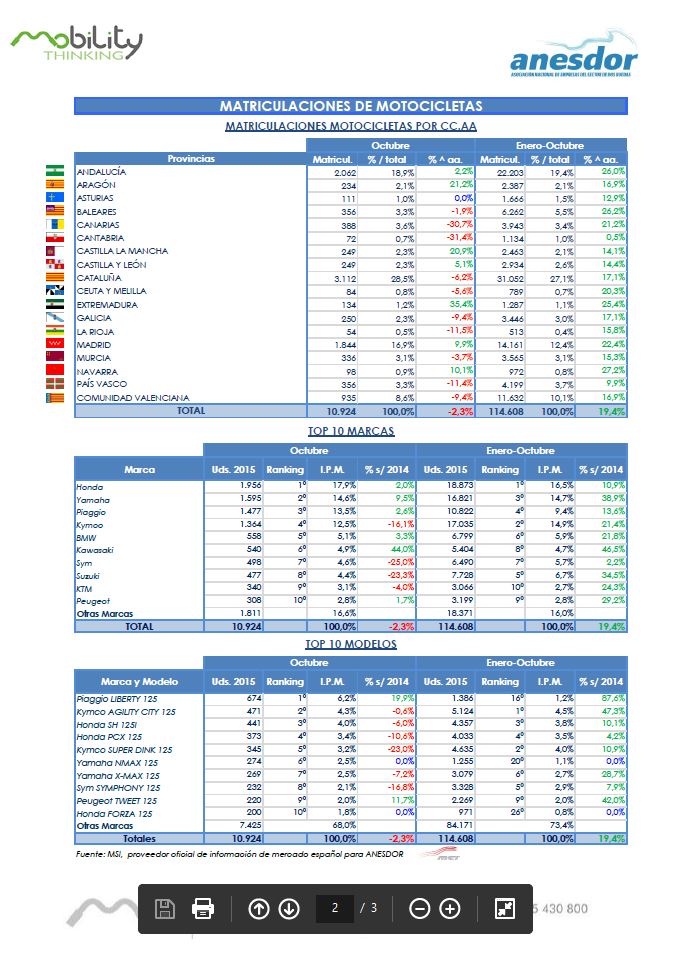 mobility
THINKING
anesdor
ASOCIACIÓN NACIONAL DE EMPRESAS DEL SECTOR DE DOS RUEDAS
MATRICULACIONES DE MOTOCICLETAS
MATRICULACIONES MOTOCICLETAS POR CC.AA
Octubre Enero-Octubre
Provincias Matricul. % / total % ^ aa. Matricul. % / total % ^ aa.
ANDALUCÍA 2.062 18,9% 2,2% 22.203 19,4% 26,0%
ARAGÓN 234 2,1% 21,2% 2.387 2,1% 16,9%
ASTURIAS 111 1,0% 0,0% 1.666 1,5% 12,9%
BALEARES 356 3,3% -1,9% 6.262 5,5% 26,2%
CANARIAS 388 3,6% -30,7% 3.943 3,4% 21,2%
CANTABRIA 72 0,7% -31,4% 1.134 1,0% 0,5%
CASTILLA LA MANCHA 249 2,3% 20,9% 2.463 2,1% 14,1%
CASTILLA Y LEÓN 249 2,3% 5,1% 2.934 2,6% 14,4%
CATALUÑA 3.112 28,5% -6,2% 31.052 27,1% 17,1%
CEUTA Y MELILLA 84 0,8% -5,6% 789 0,7% 20,3%
EXTREMADURA 134 1,2% 35,4% 1.287 1,1% 25,4%
GALICIA 250 2,3% -9,4% 3.446 3,0% 17,1%
LA RIOJA 54 0,5% -11,5% 513 0,4% 15,8%
MADRID 1.844 16,9% 9,9% 14.161 12,4% 22,4%
MURCIA 336 3,1% -3,7% 3.565 3,1% 15,3%
NAVARRA 98 0,9% 10,1% 972 0,8% 27,2%
PAÍS VASCO 356 3,3% -11,4% 4.199 3,7% 9,9%
COMUNIDAD VALENCIANA 935 8,6% -9,4% 11.632 10,1% 16,9%
TOTAL 10.924 100,0% -2,3% 114.608 100,0% 19,4%
TOP 10 MARCAS
Octubre Enero-Octubre
Marca Uds. 2015 Ranking I.P.M. % s/ 2014 Uds. 2015 Ranking I.P.M. % s/ 2014
Honda 1.956 1º 17,9% 2,0% 18.873 1º 16,5% 10,9%
Yamaha 1.595 2º 14,6% 9,5% 16.821 3º 14,7% 38,9%
Piaggio 1.477 3º 13,5% 2,6% 10.822 4º 9,4% 13,6%
Kymco 1.364 4º 12,5% -16,1% 17.035 2º 14,9% 21,4%
BMW 558 5º 5,1% 3,3% 6.799 6º 5,9% 21,8%
Kawasaki 540 6º 4,9% 44,0% 5.404 8º 4,7% 46,5%
Sym 498 7º 4,6% -25,0% 6.490 7º 5,7% 2,2%
Suzuki 477 8º 4,4% -23,3% 7.728 5º 6,7% 34,5%
KTM 340 9º 3,1% -4,0% 3.066 10º 2,7% 24,3%
Peugeot 308 10º 2,8% 1,7% 3.199 9º 2,8% 29,2%
Otras Marcas 1.811 16,6% 18.371 16,0%
TOTAL 10.924 100,0% -2,3% 114.608 100,0% 19,4%
TOP 10 MODELOS
Octubre Enero-Octubre
Marca y Modelo Uds. 2015 Ranking I.P.M. % s/ 2014 Uds. 2015 Ranking I.P.M. % s/ 2014
Piaggio LIBERTY 125 674 1º 6,2% 19,9% 1.386 16º 1,2% 87,6%
Kymco AGILITY CITY 125 471 2º 4,3% -0,6% 5.124 1º 4,5% 47,3%
Honda SH 125I 441 3º 4,0% -6,0% 4.357 3º 3,8% 10,1%
Honda PCX 125 373 4º 3,4% -10,6% 4.033 4º 3,5% 4,2%
Kymco SUPER DINK 125 345 5º 3,2% -23,0% 4.635 2º 4,0% 10,9%
Yamaha NMAX 125 274 6º 2,5% 0,0% 1.255 20º 1,1% 0,0%
Yamaha X-MAX 125 269 7º 2,5% -7,2% 3.079 6º 2,7% 28,7%
Sym SYMPHONY 125 232 8º 2,1% -16,8% 3.328 5º 2,9% 7,9%
Peugeot TWEET 125 220 9º 2,0% 11,7% 2.269 9º 2,0% 42,0%
Honda FORZA 125 200 10º 1,8% 0,0% 971 26º 0,8% 0,0%
Otras Marcas 7.425 68,0% 84.171 73,4%
Totales 10.924 100,0% -2,3% 114.608 100,0% 19,4%
Fuente: MSI, proveedor oficial de información de mercado español para ANESDOR
2 / 3
5 430 800